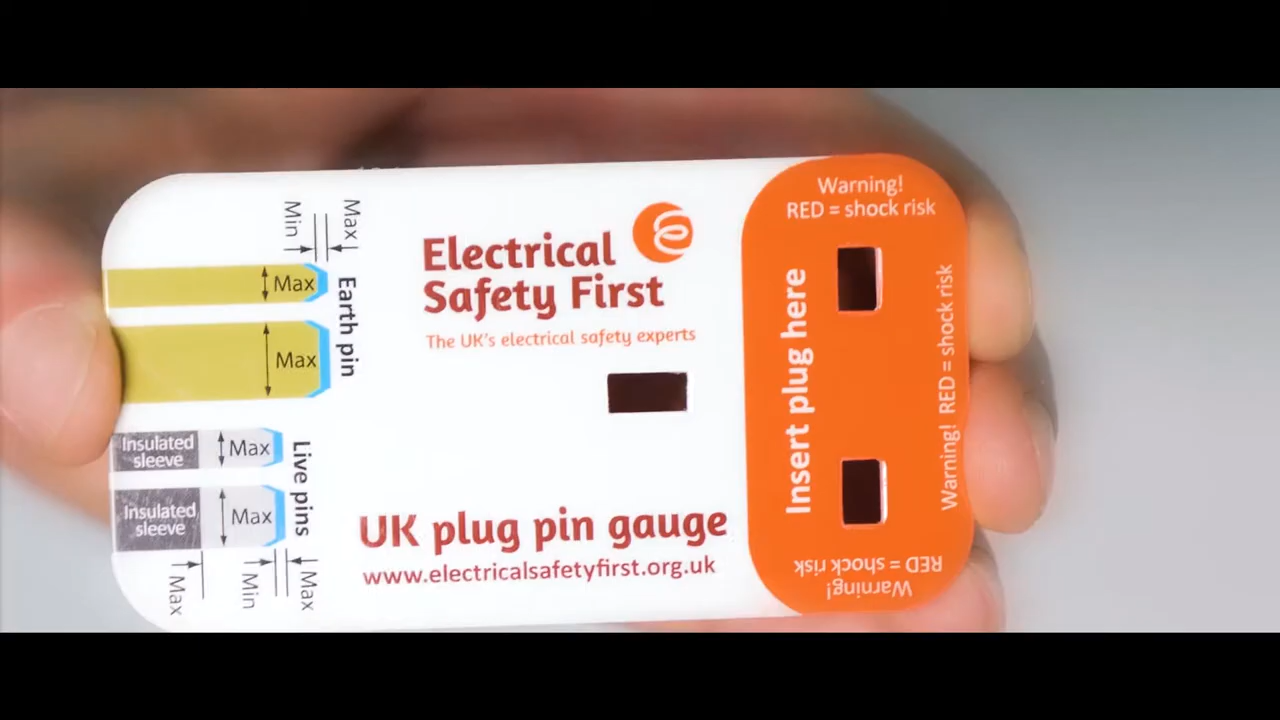 Min
Max
Max
Earth pin
Max
Insulated
sleeve
Max
Live pins
Insulated
sleeve
Max
Max
Min
Max
Electrical
Safety First
The UK's electrical safety experts
UK plug pin gauge
www.electricalsafetyfirst.org.uk
Warning!
RED = shock risk
Insert plug here
Warning! RED = shock risk
Warning!
RED = shock risk